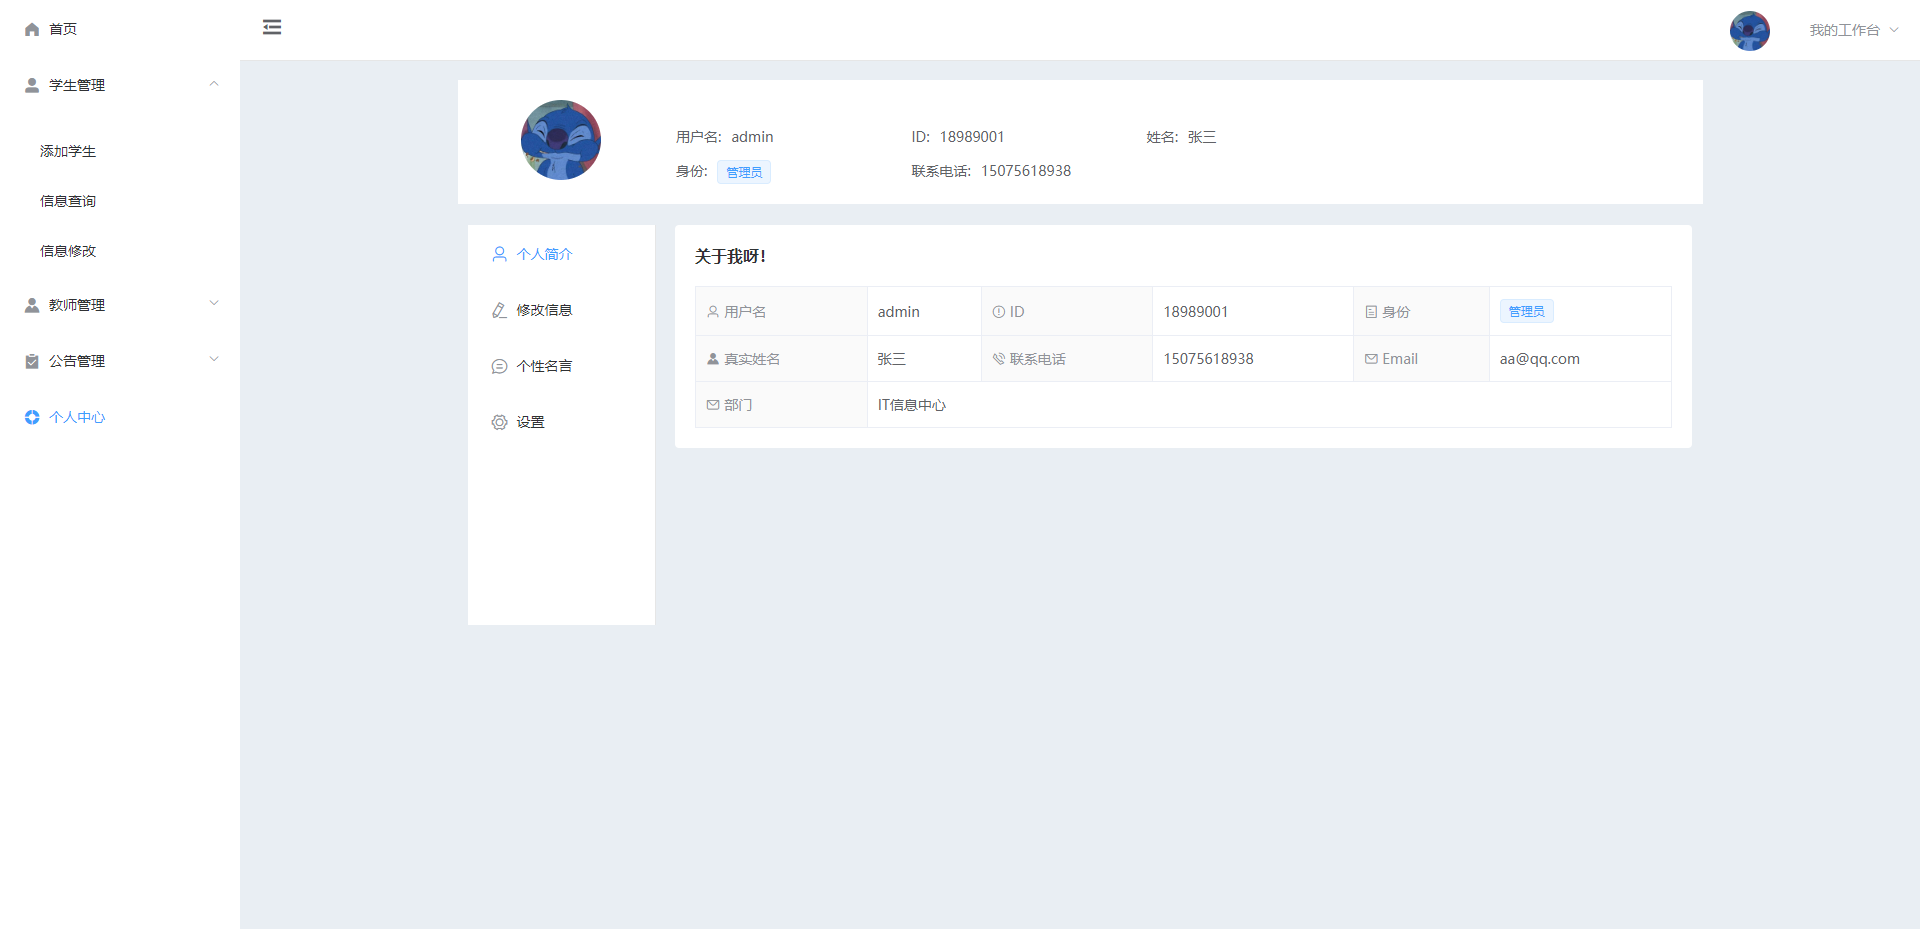 首页
学生管理
添加学生
信息查询
信息修改
教师管理
公告管理
个人中心
我的工作台
用户名: admin ID: 18989001 姓名: 张三
身份: 管理员 联系电话: 15075618938
个人简介
修改信息
个性名言
设置
关于我呀!
用户名 admin ID 18989001 身份 管理员
真实姓名 张三 联系电话 15075618938 Email aa@qq.com
部门 IT信息中心